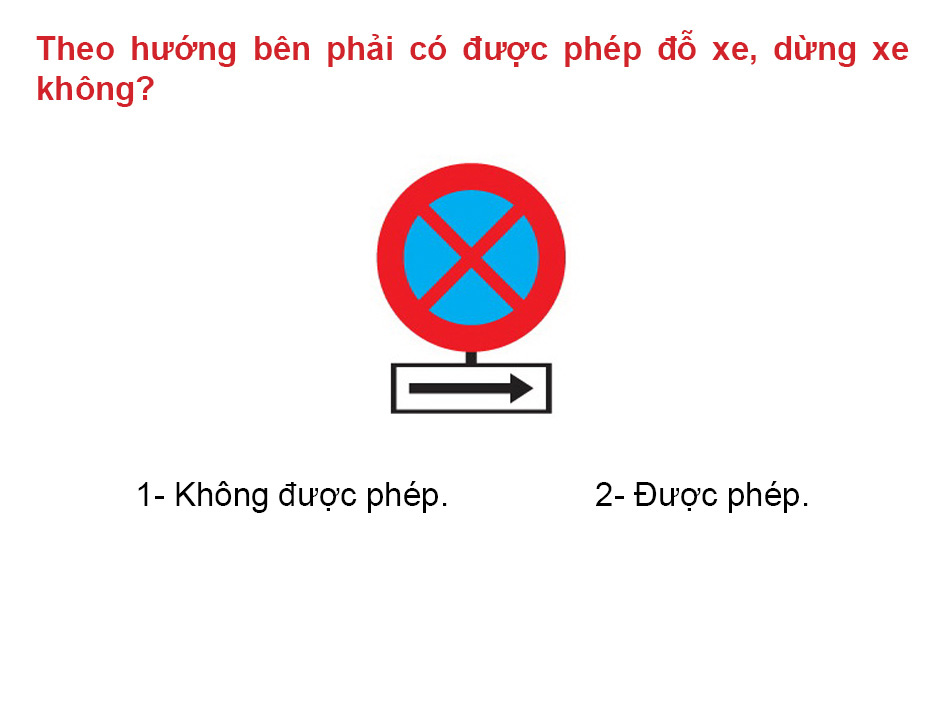 Theo hướng bên phải có được phép đỗ xe, dừng xe
không?
1- Không được phép. 2- Được phép.